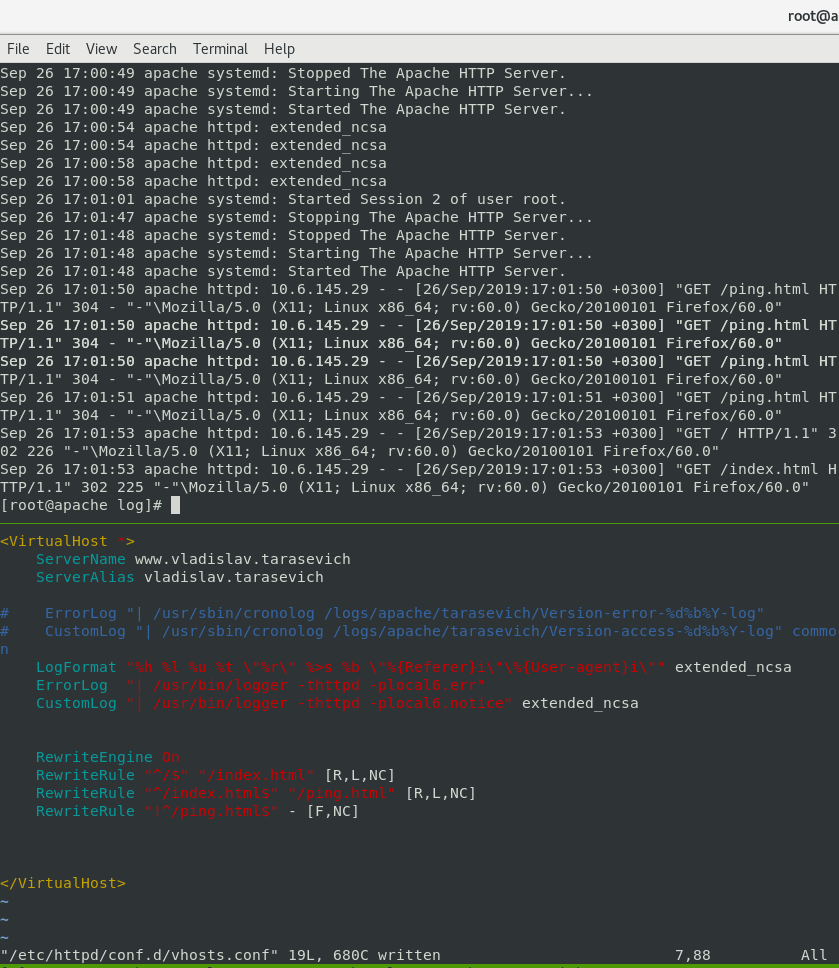 root@a
File Edit View Search Terminal Help
Sep 26 17:00:49 apache systemd: Stopped The Apache HTTP Server.
Sep 26 17:00:49 apache systemd: Starting The Apache HTTP Server...
Sep 26 17:00:49 apache systemd: Started The Apache HTTP Server.
Sep 26 17:00:54 apache httpd: extended_ncsa
Sep 26 17:00:54 apache httpd: extended_ncsa
Sep 26 17:00:58 apache httpd: extended_ncsa
Sep 26 17:00:58 apache httpd: extended_ncsa
Sep 26 17:01:01 apache systemd: Started Session 2 of user root.
Sep 26 17:01:47 apache systemd: Stopping The Apache HTTP Server...
Sep 26 17:01:48 apache systemd: Stopped The Apache HTTP Server.
Sep 26 17:01:48 apache systemd: Starting The Apache HTTP Server...
Sep 26 17:01:48 apache systemd: Started The Apache HTTP Server.
Sep 26 17:01:50 apache httpd: 10.6.145.29 - - [26/Sep/2019:17:01:50 +0300] "GET /ping.html HT
TP/1.1" 304 - "-"\Mozilla/5.0 (X11; Linux x86_64; rv:60.0) Gecko/20100101 Firefox/60.0"
Sep 26 17:01:50 apache httpd: 10.6.145.29 - - [26/Sep/2019:17:01:50 +0300] "GET /ping.html HT
TP/1.1" 304 - "-"\Mozilla/5.0 (X11; Linux x86_64; rv:60.0) Gecko/20100101 Firefox/60.0"
Sep 26 17:01:50 apache httpd: 10.6.145.29 - - [26/Sep/2019:17:01:50 +0300] "GET /ping.html HT
TP/1.1" 304 - "-"\Mozilla/5.0 (X11; Linux x86_64; rv:60.0) Gecko/20100101 Firefox/60.0"
Sep 26 17:01:51 apache httpd: 10.6.145.29 - - [26/Sep/2019:17:01:51 +0300] "GET /ping.html HT
TP/1.1" 304 - "-"\Mozilla/5.0 (X11; Linux x86_64; rv:60.0) Gecko/20100101 Firefox/60.0"
Sep 26 17:01:53 apache httpd: 10.6.145.29 - - [26/Sep/2019:17:01:53 +0300] "GET / HTTP/1.1" 3
02 226 "-"\Mozilla/5.0 (X11; Linux x86_64; rv:60.0) Gecko/20100101 Firefox/60.0"
Sep 26 17:01:53 apache httpd: 10.6.145.29 - - [26/Sep/2019:17:01:53 +0300] "GET /index.html H
TTP/1.1" 302 225 "-"\Mozilla/5.0 (X11; Linux x86_64; rv:60.0) Gecko/20100101 Firefox/60.0"
[root@apache log]#
<VirtualHost *>
    ServerName www.vladislav.tarasevich
    ServerAlias vladislav.tarasevich
#    ErrorLog "| /usr/sbin/cronolog /logs/apache/tarasevich/Version-error-%d%b%Y-log"
#    CustomLog "| /usr/sbin/cronolog /logs/apache/tarasevich/Version-access-%d%b%Y-log" commo
n
    LogFormat "%h %l %u %t \"%r\" %>s %b \"%{Referer}i\"\%{User-agent}i\"" extended_ncsa
    ErrorLog  "| /usr/bin/logger -thttpd -plocal6.err"
    CustomLog "| /usr/bin/logger -thttpd -plocal6.notice" extended_ncsa
    RewriteEngine On
    RewriteRule "^/$" "/index.html" [R,L,NC]
    RewriteRule "^/index.html$" "/ping.html" [R,L,NC]
    RewriteRule "!^/ping.html$" - [F,NC]
</VirtualHost>
~
~
~
"/etc/httpd/conf.d/vhosts.conf" 19L, 680C written 7,88 All